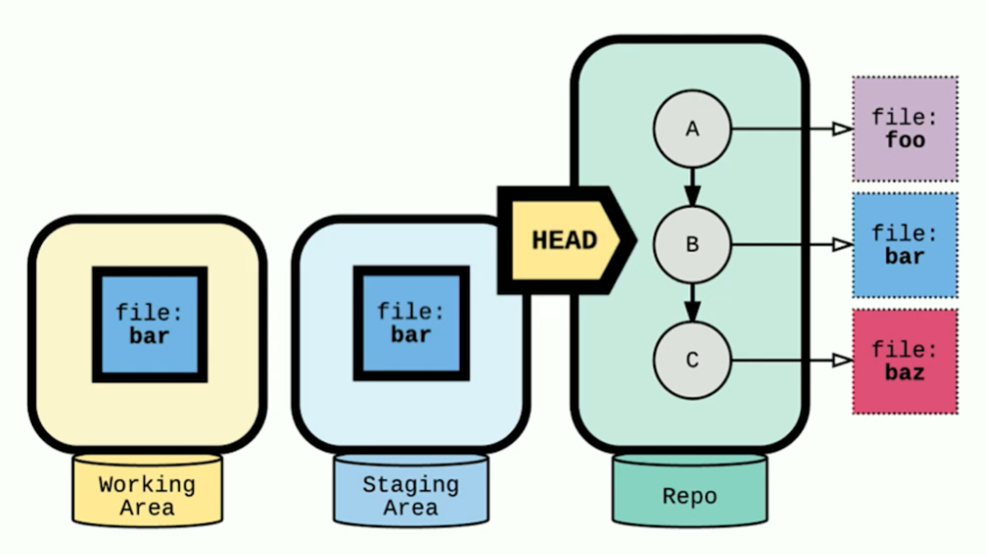 file:
bar
Working
Area
file:
bar
Staging
Area
HEAD
A
B
C
Repo
file:
foo
file:
bar
file:
baz